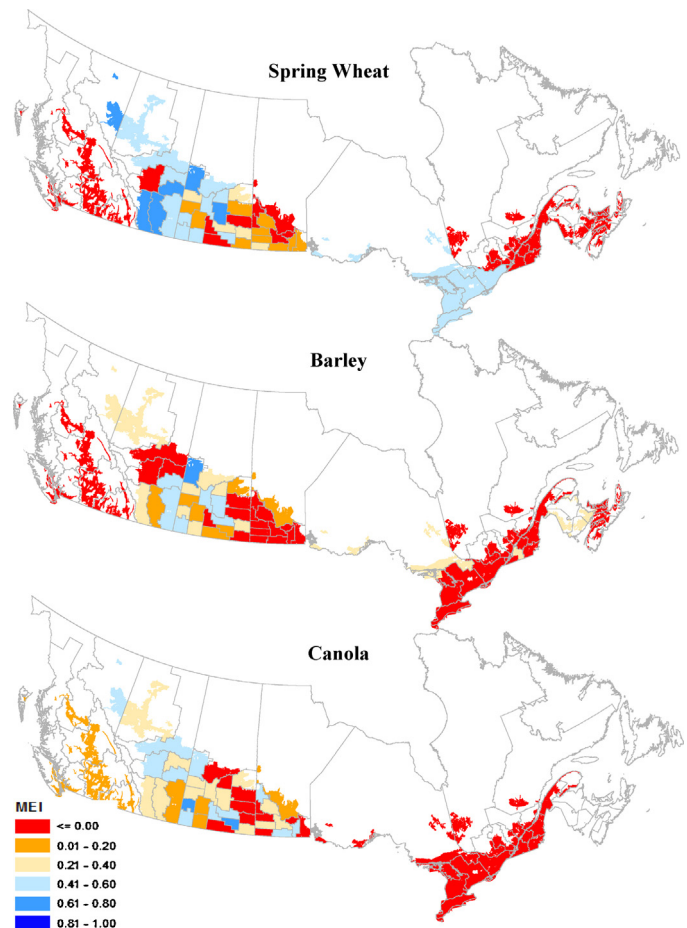 Spring Wheat
Barley
Canola
MEI
<= 0.00
0.01 - 0.20
0.21 - 0.40
0.41 - 0.60
0.61 - 0.80
0.81 - 1.00